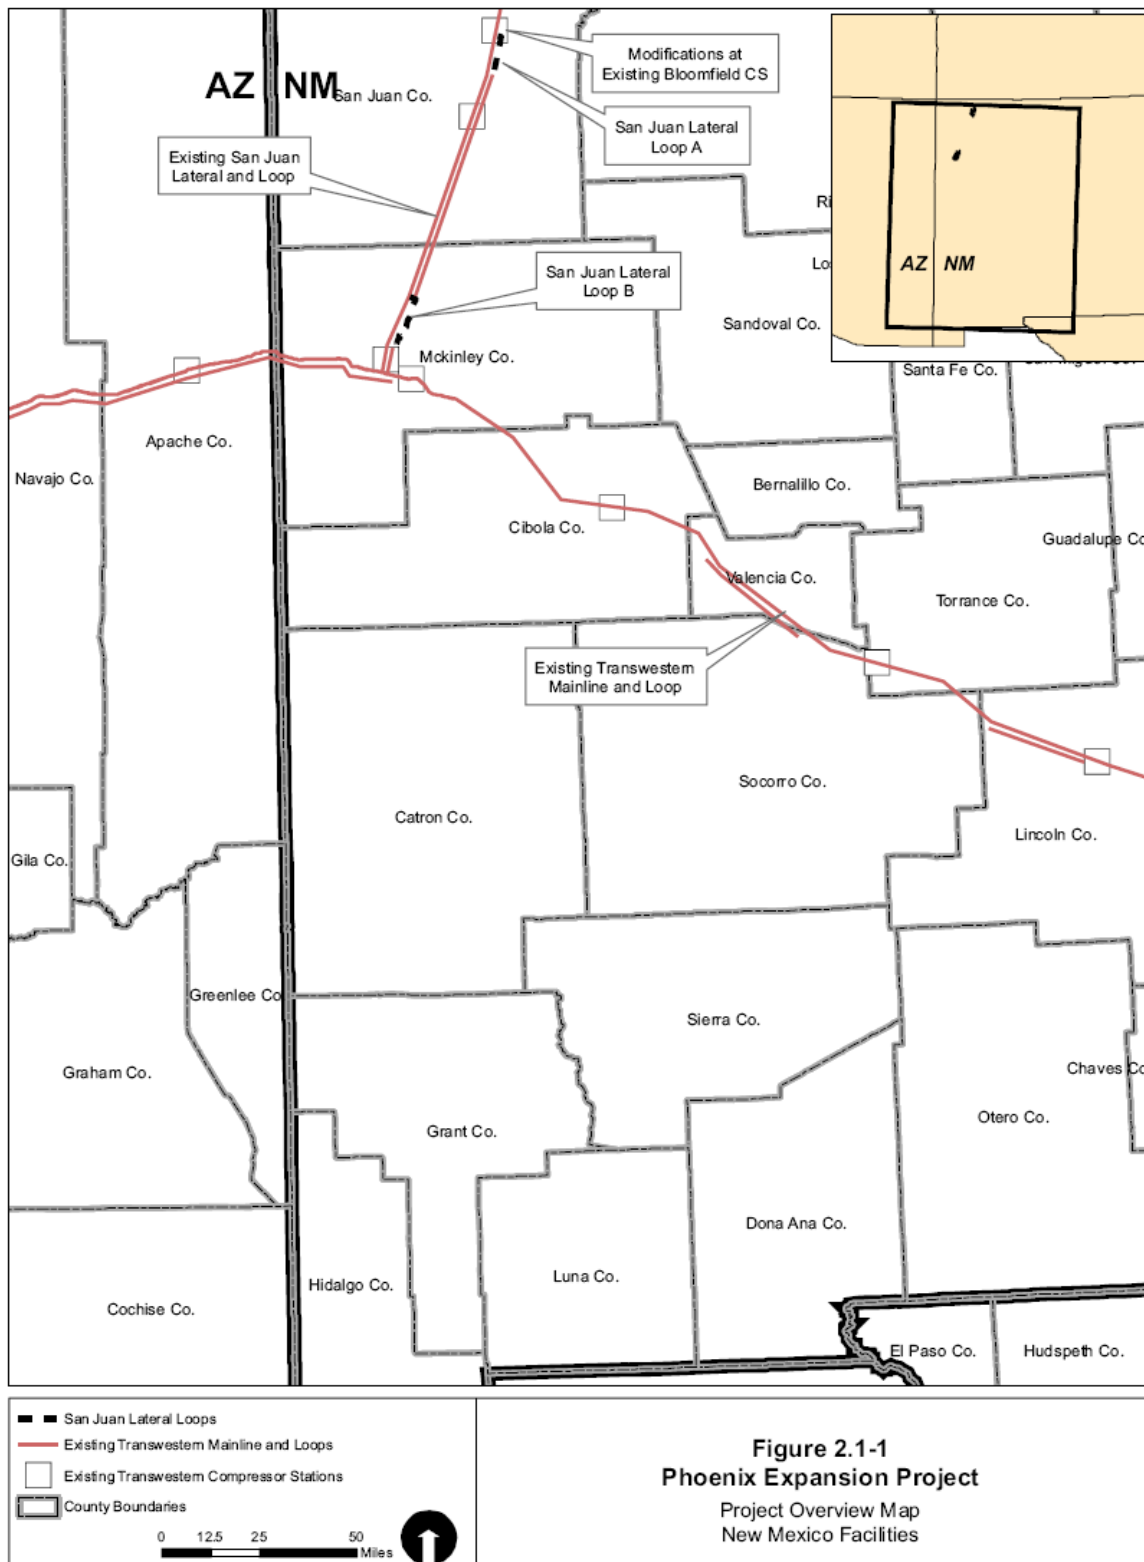 Modifications at
Existing Bloomfield CS
AZ NM
San Juan Co.
San Juan Lateral
Loop A
Existing San Juan
Lateral and Loop
San Juan Lateral
Loop B
AZ NM
Sandoval Co.
Mckinley Co.
Santa Fe Co.
Apache Co.
Navajo Co.
Bernalillo Co.
Cibola Co.
Guadalupe Co
Valencia Co.
Torrance Co.
Existing Transwestern
Mainline and Loop
Socorro Co.
Catron Co.
Lincoln Co.
Gila Co.
Greenlee Co
Sierra Co.
Graham Co.
Chaves Co
Otero Co.
Grant Co.
Dona Ana Co.
Luna Co.
Hidalgo Co.
Cochise Co.
El Paso Co.
Hudspeth Co.
San Juan Lateral Loops
Existing Transwestern Mainline and Loops
Existing Transwestern Compressor Stations
County Boundaries
0 12.5 25 50
Miles
Figure 2.1-1
Phoenix Expansion Project
Project Overview Map
New Mexico Facilities